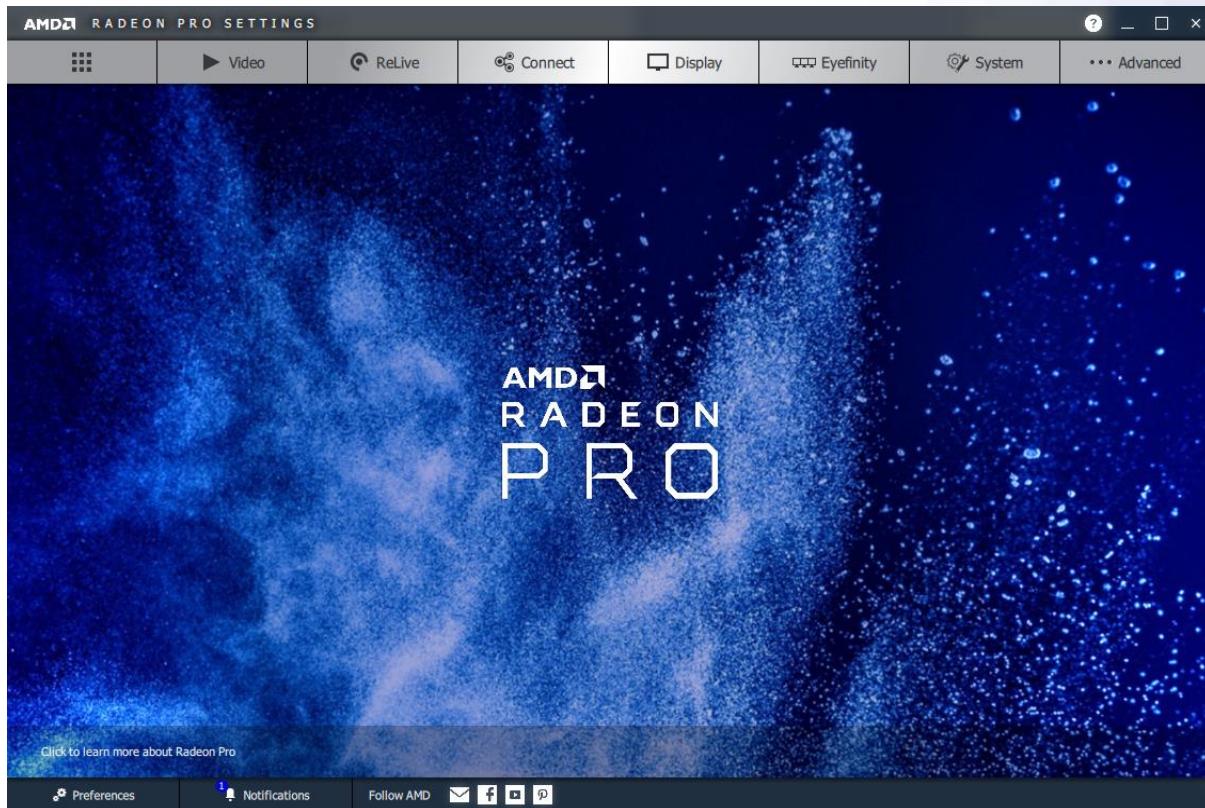 AMD RADEON PRO SETTINGS
Video
ReLive
Connect
Display
Eyefinity
System
Advanced
AMD
RADEON
PRO
Click to learn more about Radeon Pro
Preferences
1
Notifications
Follow AMD